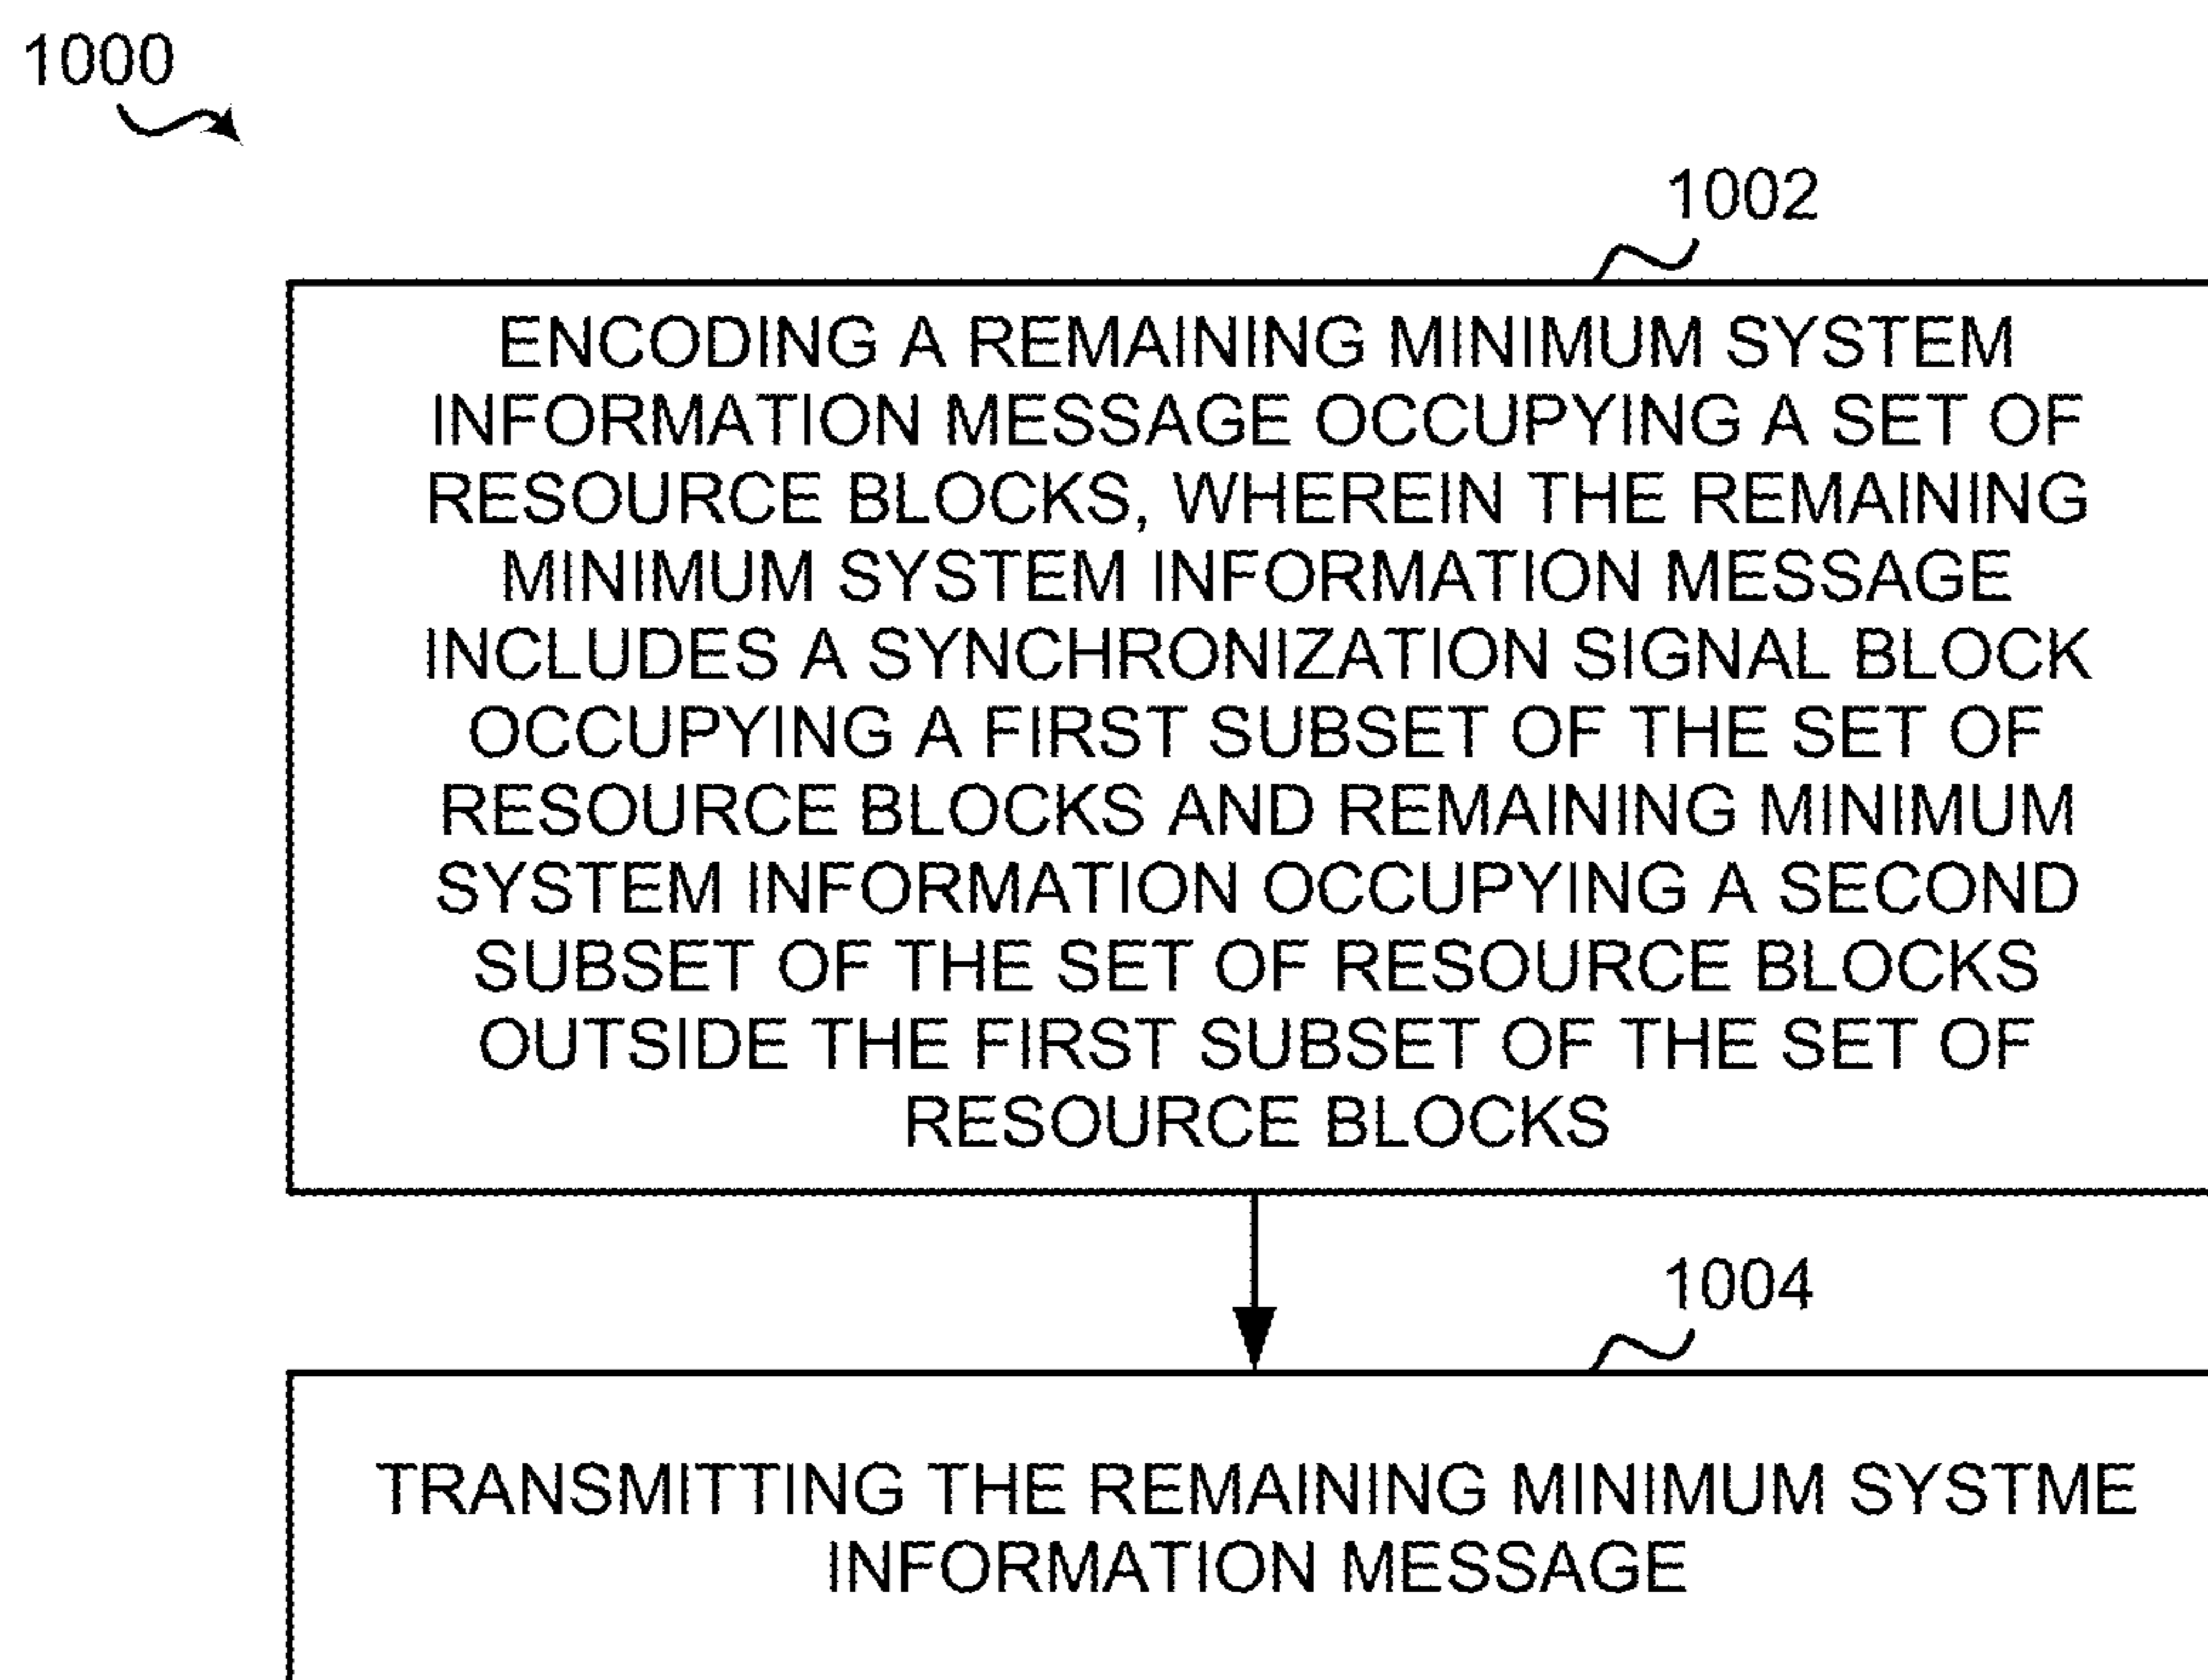 1000
1002
ENCODING A REMAINING MINIMUM SYSTEM
INFORMATION MESSAGE OCCUPYING A SET OF
RESOURCE BLOCKS, WHEREIN THE REMAINING
MINIMUM SYSTEM INFORMATION MESSAGE
INCLUDES A SYNCHRONIZATION SIGNAL BLOCK
OCCUPYING A FIRST SUBSET OF THE SET OF
RESOURCE BLOCKS AND REMAINING MINIMUM
SYSTEM INFORMATION OCCUPYING A SECOND
SUBSET OF THE SET OF RESOURCE BLOCKS
OUTSIDE THE FIRST SUBSET OF THE SET OF
RESOURCE BLOCKS
1004
TRANSMITTING THE REMAINING MINIMUM SYSTME
INFORMATION MESSAGE